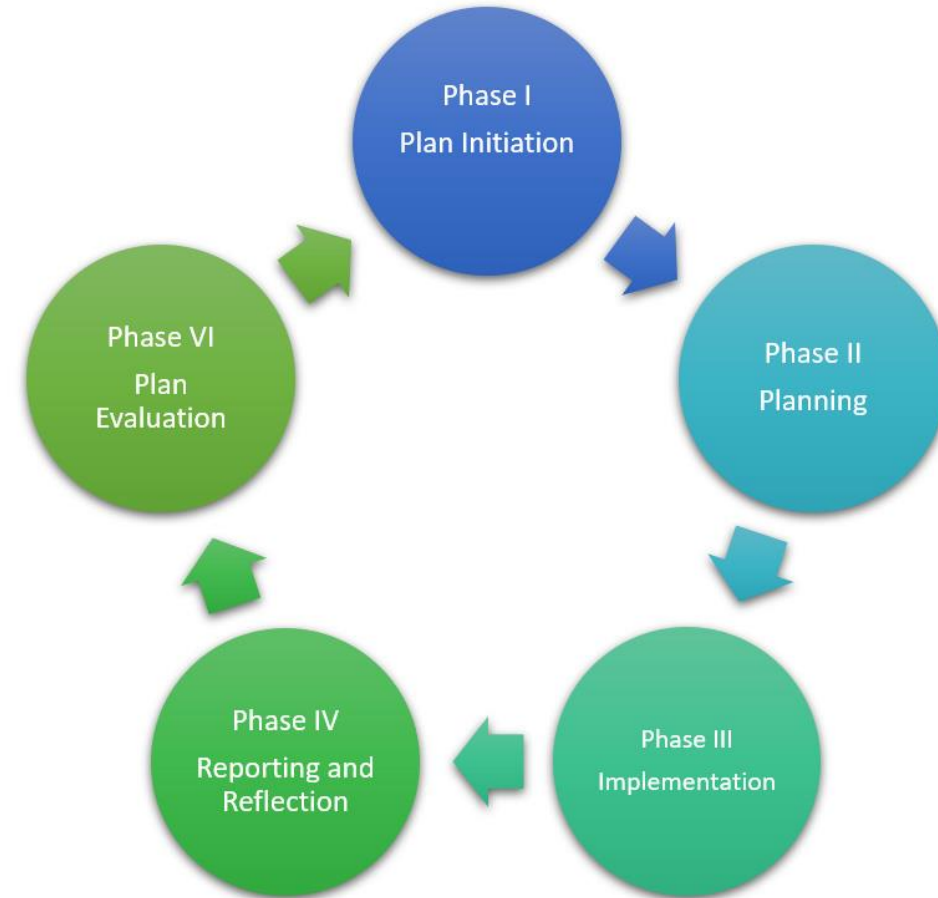 Phase I
Plan Initiation
Phase II
Planning
Phase III
Implementation
Phase IV
Reporting and
Reflection
Phase VI
Plan
Evaluation